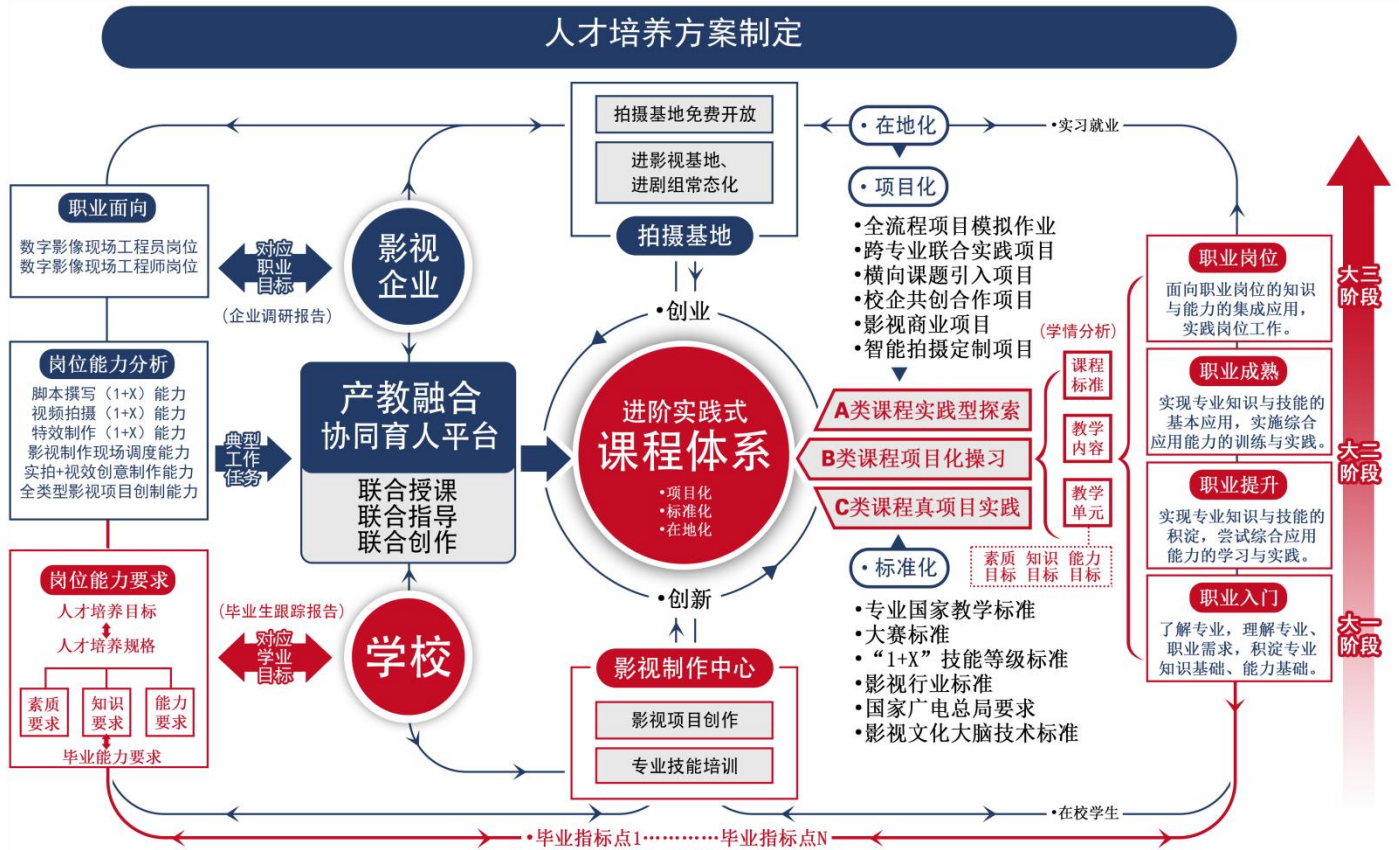 人才培养方案制定
拍摄基地免费开放
进影视基地、
进剧组常态化
拍摄基地
•在地化
•实习就业
•项目化
•全流程项目模拟作业
•跨专业联合实践项目
•横向课题引入项目
•校企共创合作项目
•影视商业项目
•智能拍摄定制项目
职业面向
数字影像现场工程员岗位
数字影像现场工程师岗位
对应
职业
目标
（企业调研报告）
影视
企业
岗位能力分析
脚本撰写（1+X）能力
视频拍摄（1+X）能力
特效制作（1+X）能力
影视制作现场调度能力
实拍+视效创意制作能力
全类型影视项目创制能力
典型
工作
任务
产教融合
协同育人平台
联合授课
联合指导
联合创作
•创业
进阶实践式
课程体系
•项目化
•标准化
•在地化
•创新
A类课程实践型探索
B类课程项目化操习
C类课程真项目实践
（学情分析）
课程
标准
教学
内容
教学
单元
素质 知识 能力
目标 目标 目标
职业岗位
面向职业岗位的知识
与能力的集成应用，
实践岗位工作。
职业成熟
实现专业知识与技能的
基本应用，实施综合
应用能力的训练与实践。
职业提升
实现专业知识与技能的
积淀，尝试综合应用
能力的学习与实践。
职业入门
了解专业，理解专业、
职业需求，积淀专业
知识基础、能力基础。
大三
阶段
大二
阶段
大一
阶段
岗位能力要求
人才培养目标
人才培养规格
素质
要求
知识
要求
能力
要求
毕业能力要求
（毕业生跟踪报告）
对应
学业
目标
学校
影视制作中心
影视项目创作
专业技能培训
•标准化
•专业国家教学标准
•大赛标准
•“1+X”技能等级标准
•影视行业标准
•国家广电总局要求
•影视文化大脑技术标准
•在校学生
•毕业指标点1…………毕业指标点N